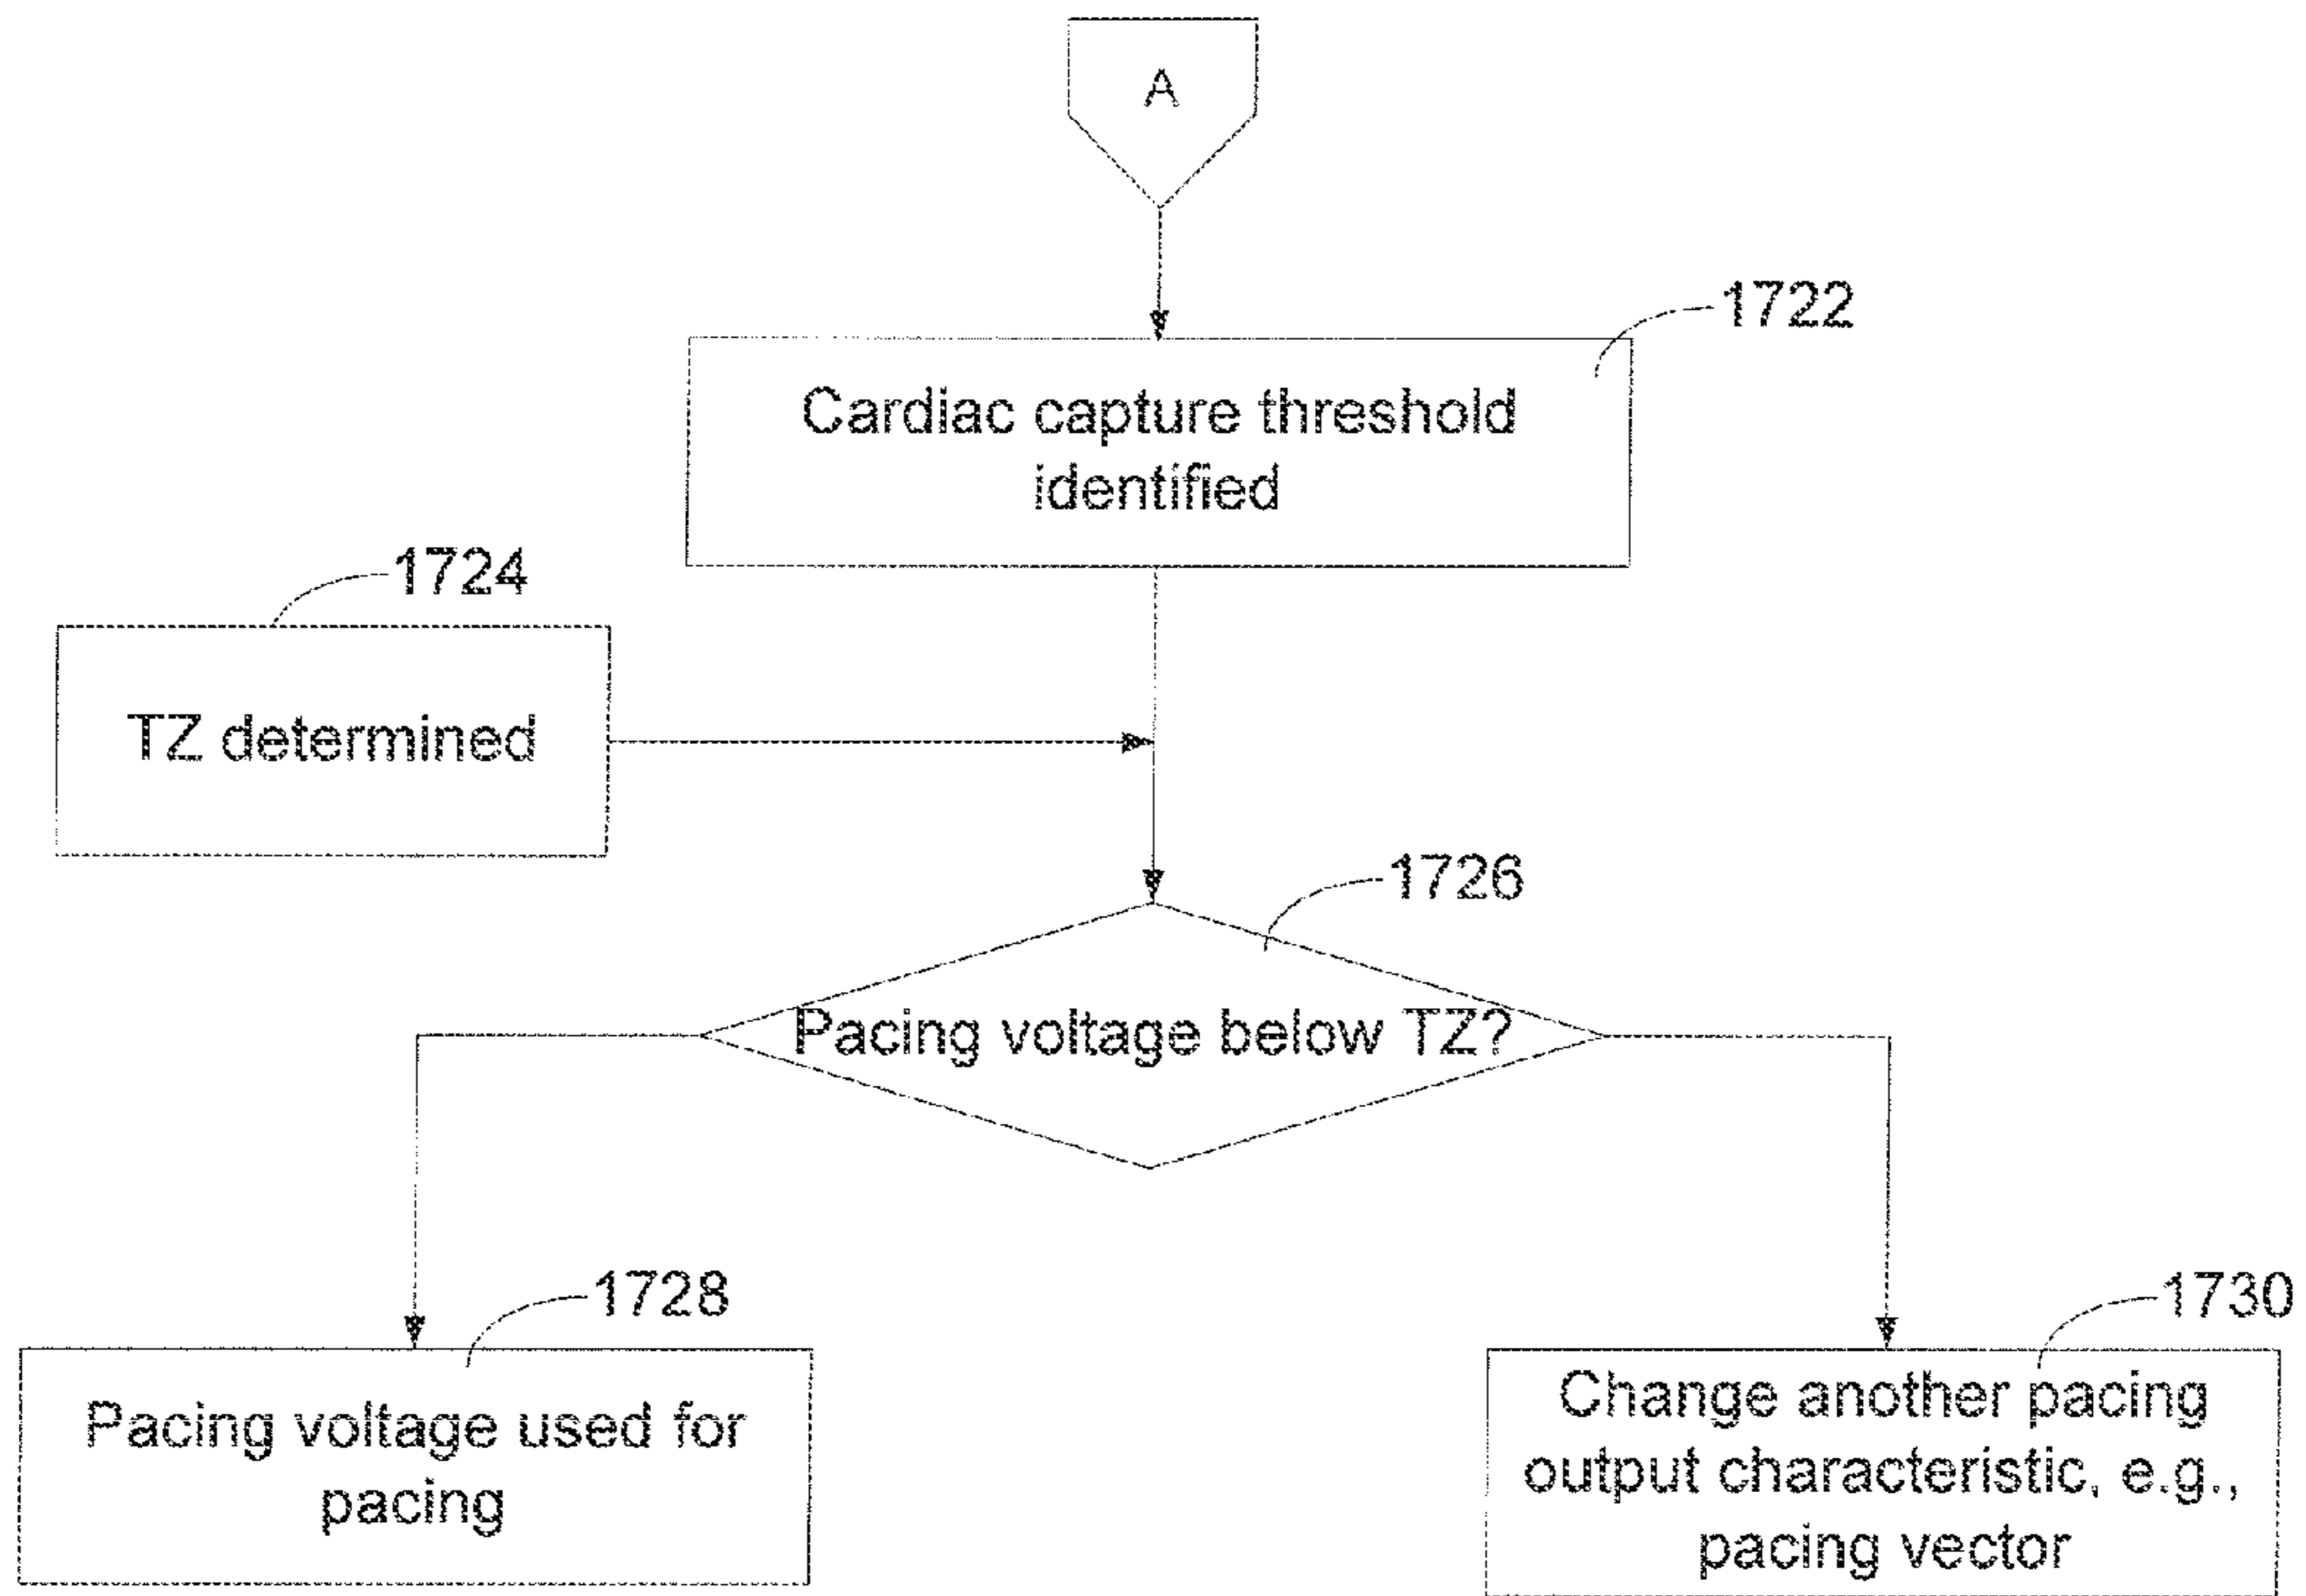 A
1722
Cardiac capture threshold
identified
1724
TZ determined
1726
Pacing voltage below TZ?
1728
Pacing voltage used for
pacing
1730
Change another pacing
output characteristic, e.g.,
pacing vector